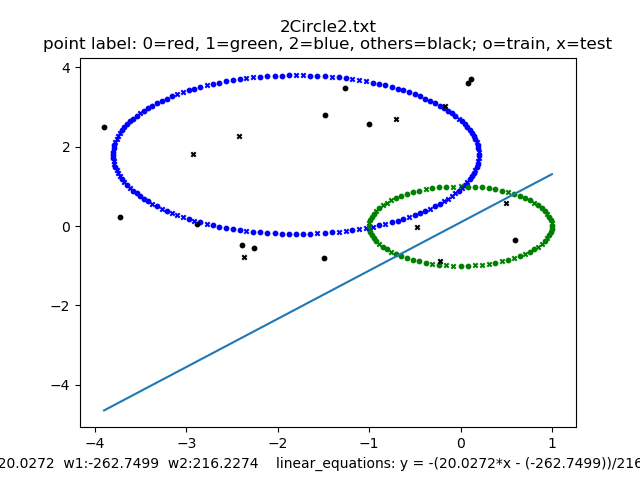 2Circle2.txt
point label: 0=red, 1=green, 2=blue, others=black; o=train, x=test
4
2
0
−2
−4
−4 −3 −2 −1 0 1
20.0272 w1:-262.7499 w2:216.2274 linear_equations: y = -(20.0272*x - (-262.7499))/216